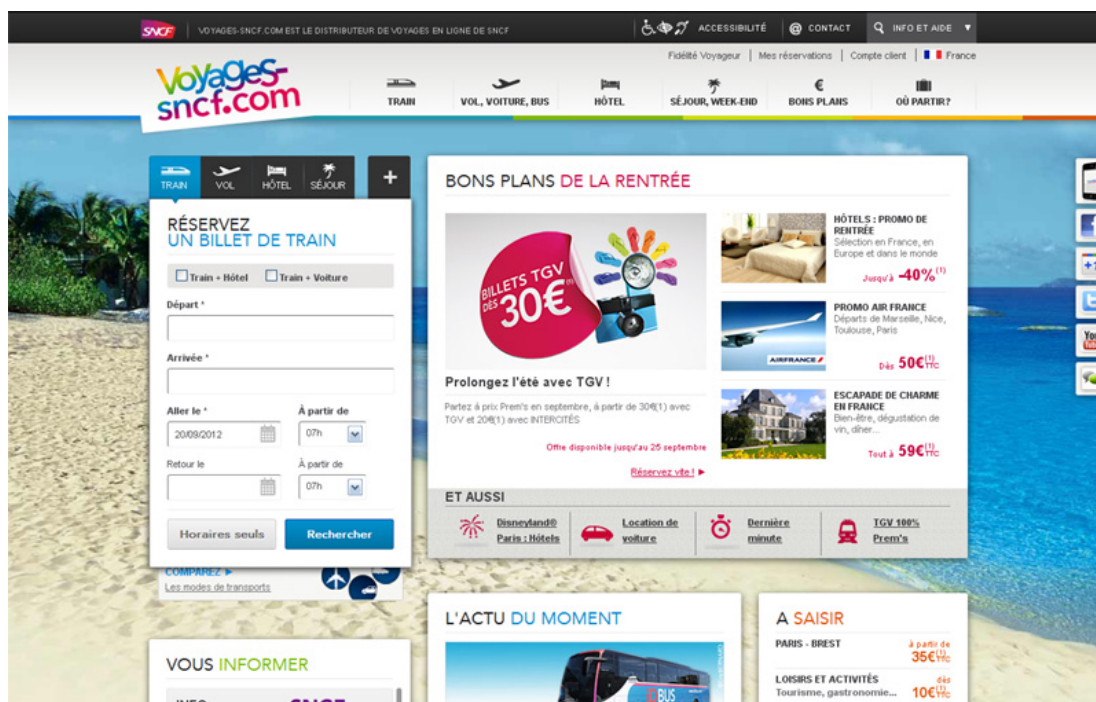 SNCF
VOYAGES-SNCF.COM EST LE DISTRIBUTEUR DE VOYAGES EN LIGNE DE SNCF
ACCESSIBILITÉ
@ CONTACT
INFO ET AIDE ▼
Fidélité Voyageur | Mes réservations | Compte client | France
Voyages-
sncf.com
TRAIN
VOL, VOITURE, BUS
HÔTEL
SÉJOUR, WEEK-END
€
BONS PLANS
OÙ PARTIR?
TRAIN
VOL
HÔTEL
SÉJOUR
+
RÉSERVEZ
UN BILLET DE TRAIN
Train + Hôtel
Train + Voiture
Départ *
Arrivée *
Aller le *
À partir de
20/09/2012
07h
Retour le
À partir de
07h
Horaires seuls
Rechercher
COMPAREZ ►
Les modes de transports
VOUS INFORMER
BONS PLANS DE LA RENTRÉE
BILLETS TGV
DÈS 30€(1)
Prolongez l'été avec TGV !
Partez à prix Prem's en septembre, à partir de 30€(1) avec
TGV et 20€(1) avec INTERCITÉS
Offre disponible jusqu'au 25 septembre
Réservez vite ! ►
HÔTELS : PROMO DE
RENTRÉE
Sélection en France, en
Europe et dans le monde
Jusqu'à -40%(1)
AIRFRANCE
PROMO AIR FRANCE
Départs de Marseille, Nice,
Toulouse, Paris
Dès 50€(1)TTC
ESCAPADE DE CHARME
EN FRANCE
Bien-être, dégustation de
vin, dîner...
Tout à 59€(1)TTC
ET AUSSI
Disneyland®
Paris : Hôtels
Location de
voiture
Dernière
minute
TGV 100%
Prem's
L'ACTU DU MOMENT
iDBUS
A SAISIR
PARIS - BREST
à partir de
35€(1)TTC
LOISIRS ET ACTIVITÉS
Tourisme, gastronomie...
dès
10€(1)TTC